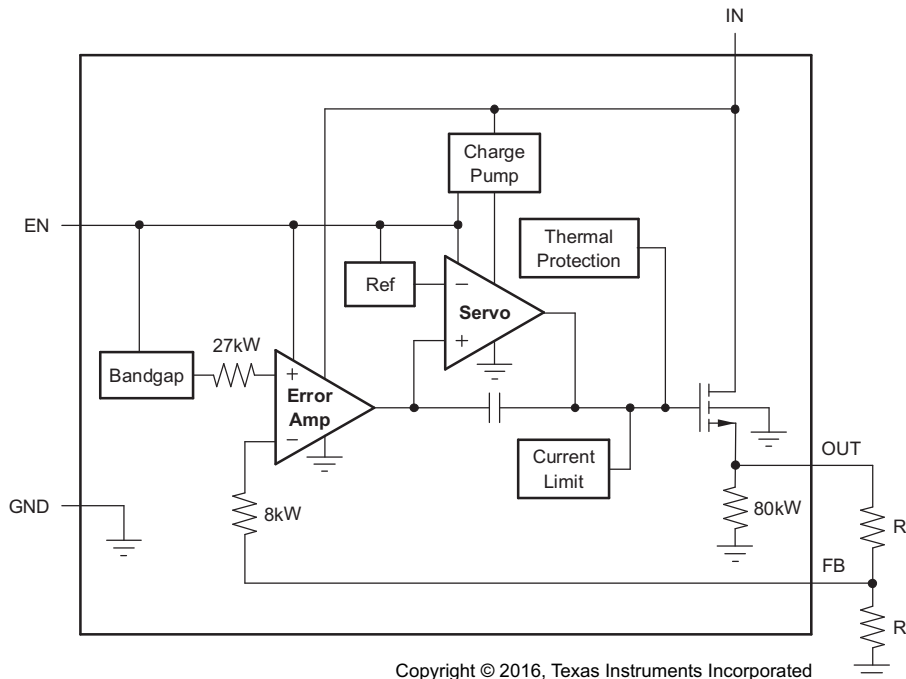 IN
Charge
Pump
EN
Thermal
Protection
Ref
−
Servo
+
27kW
Bandgap
+
Error
Amp
−
Current
Limit
OUT
GND
8kW
80kW
R
FB
R
Copyright © 2016, Texas Instruments Incorporated